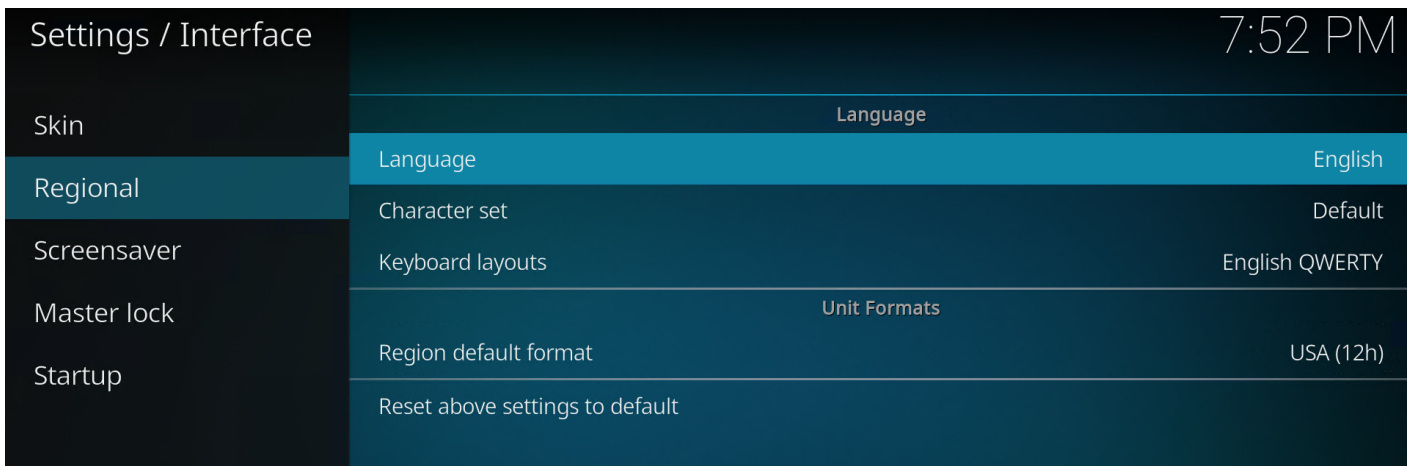 Settings / Interface
7:52 PM
Skin
Regional
Screensaver
Master lock
Startup
Language
Language English
Character set Default
Keyboard layouts English QWERTY
Unit Formats
Region default format USA (12h)
Reset above settings to default